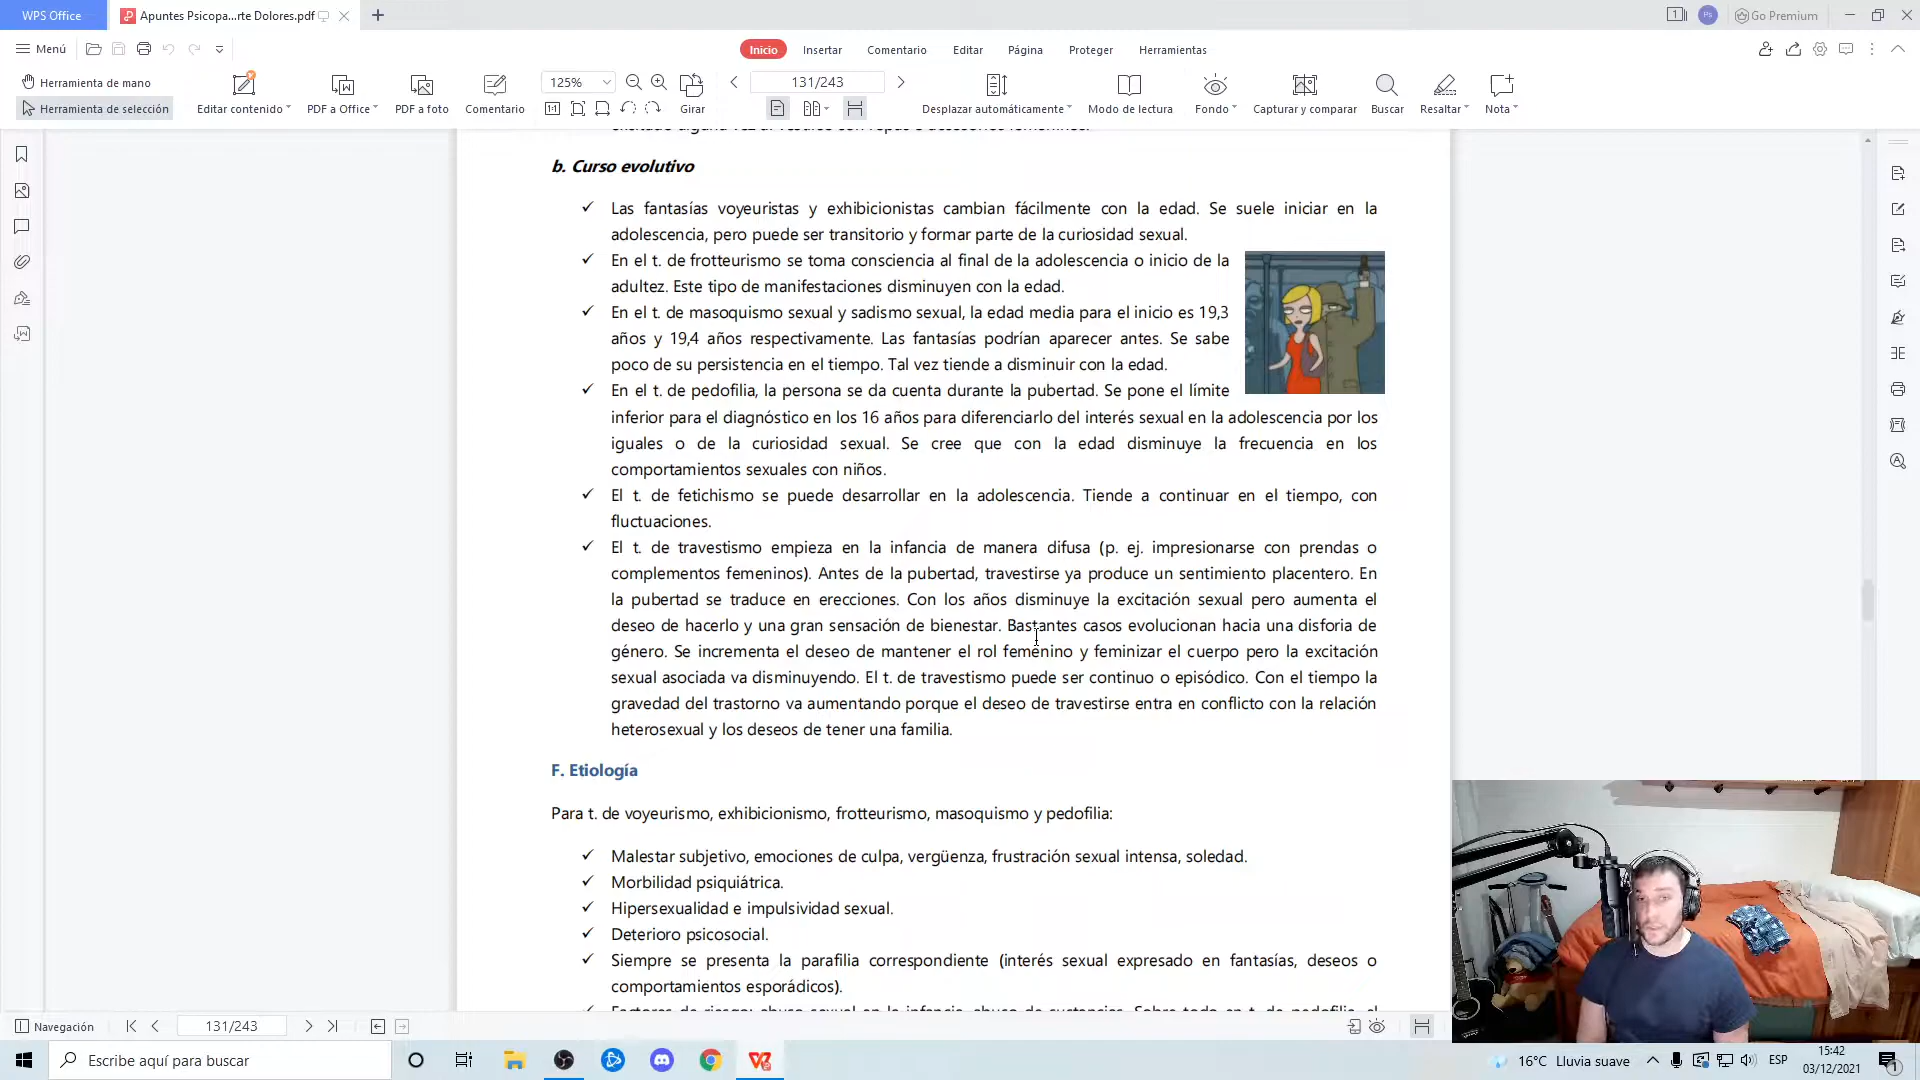 WPS Office
Apuntes Psicopa...rte Dolores.pdf
1
Ps
Go Premium
Menú
Inicio
Insertar
Comentario
Editar
Página
Proteger
Herramientas
Herramienta de mano
Herramienta de selección
Editar contenido
PDF a Office
PDF a foto
Comentario
125%
Girar
131/243
Desplazar automáticamente
Modo de lectura
Fondo
Capturar y comparar
Buscar
Resaltar
Nota
b. Curso evolutivo
✓ Las fantasías voyeuristas y exhibicionistas cambian fácilmente con la edad. Se suele iniciar en la
adolescencia, pero puede ser transitorio y formar parte de la curiosidad sexual.
✓ En el t. de frotteurismo se toma consciencia al final de la adolescencia o inicio de la
adultez. Este tipo de manifestaciones disminuyen con la edad.
✓ En el t. de masoquismo sexual y sadismo sexual, la edad media para el inicio es 19,3
años y 19,4 años respectivamente. Las fantasías podrían aparecer antes. Se sabe
poco de su persistencia en el tiempo. Tal vez tiende a disminuir con la edad.
✓ En el t. de pedofilia, la persona se da cuenta durante la pubertad. Se pone el límite
inferior para el diagnóstico en los 16 años para diferenciarlo del interés sexual en la adolescencia por los
iguales o de la curiosidad sexual. Se cree que con la edad disminuye la frecuencia en los
comportamientos sexuales con niños.
✓ El t. de fetichismo se puede desarrollar en la adolescencia. Tiende a continuar en el tiempo, con
fluctuaciones.
✓ El t. de travestismo empieza en la infancia de manera difusa (p. ej. impresionarse con prendas o
complementos femeninos). Antes de la pubertad, travestirse ya produce un sentimiento placentero. En
la pubertad se traduce en erecciones. Con los años disminuye la excitación sexual pero aumenta el
deseo de hacerlo y una gran sensación de bienestar. Bastantes casos evolucionan hacia una disforia de
género. Se incrementa el deseo de mantener el rol femenino y feminizar el cuerpo pero la excitación
sexual asociada va disminuyendo. El t. de travestismo puede ser continuo o episódico. Con el tiempo la
gravedad del trastorno va aumentando porque el deseo de travestirse entra en conflicto con la relación
heterosexual y los deseos de tener una familia.
F. Etiología
Para t. de voyeurismo, exhibicionismo, frotteurismo, masoquismo y pedofilia:
✓ Malestar subjetivo, emociones de culpa, vergüenza, frustración sexual intensa, soledad.
✓ Morbilidad psiquiátrica.
✓ Hipersexualidad e impulsividad sexual.
✓ Deterioro psicosocial.
✓ Siempre se presenta la parafilia correspondiente (interés sexual expresado en fantasías, deseos o
comportamientos esporádicos).
Navegación
131/243
Escribe aquí para buscar
16°C Lluvia suave
ESP
15:42
03/12/2021
1